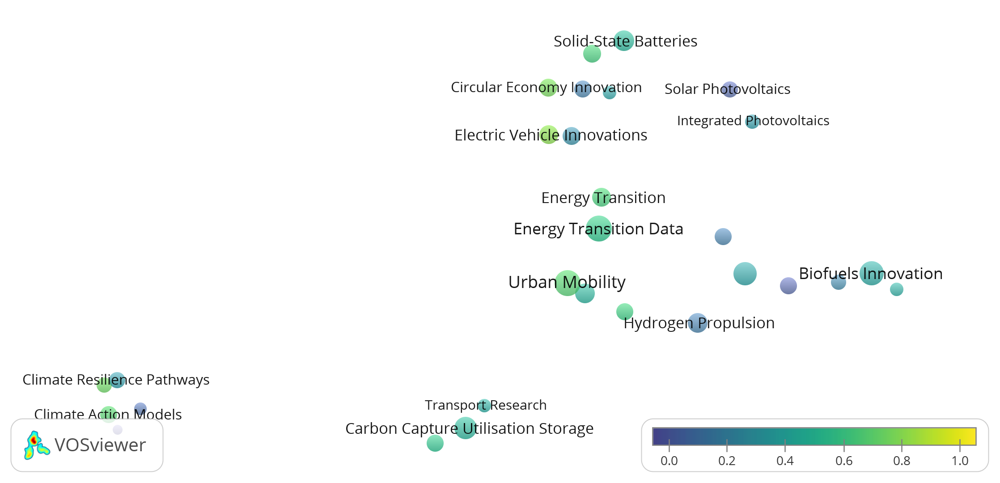 Solid-State Batteries
Circular Economy Innovation
Solar Photovoltaics
Integrated Photovoltaics
Electric Vehicle Innovations
Energy Transition
Energy Transition Data
Urban Mobility
Biofuels Innovation
Hydrogen Propulsion
Climate Resilience Pathways
Climate Action Models
Transport Research
Carbon Capture Utilisation Storage
VOSviewer
0.0 0.2 0.4 0.6 0.8 1.0